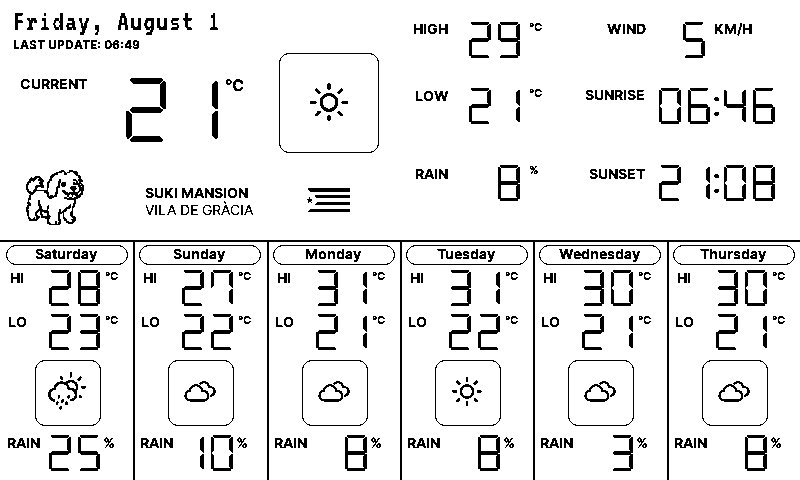 Friday, August 1
LAST UPDATE: 06:49
CURRENT 21 °C
SUKI MANSION
VILA DE GRÀCIA
HIGH 29 °C
LOW 21 °C
RAIN 8 %
WIND 5 KM/H
SUNRISE 06:46
SUNSET 21:08
Saturday
HI 28 °C
LO 23 °C
RAIN 25 %
Sunday
HI 27 °C
LO 22 °C
RAIN 10 %
Monday
HI 31 °C
LO 21 °C
RAIN 8 %
Tuesday
HI 31 °C
LO 22 °C
RAIN 8 %
Wednesday
HI 30 °C
LO 21 °C
RAIN 3 %
Thursday
HI 30 °C
LO 21 °C
RAIN 8 %